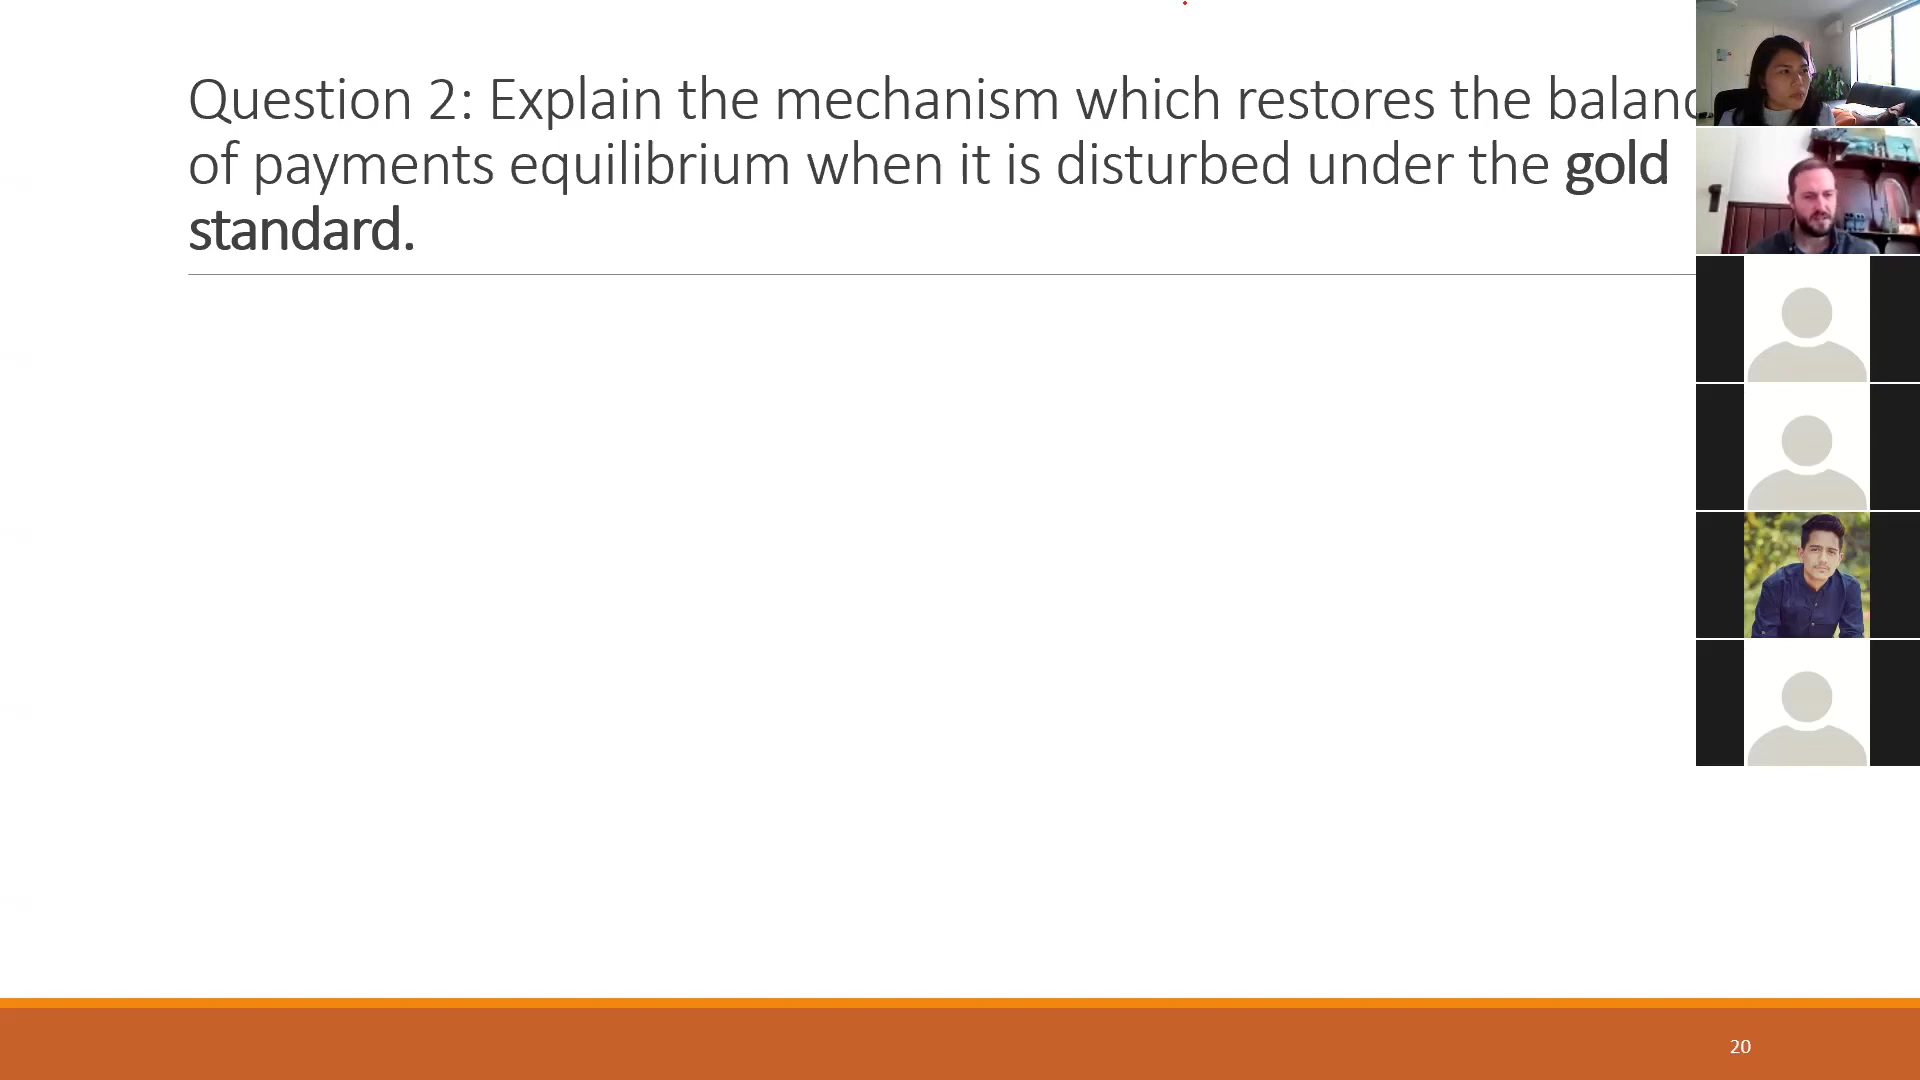 Question 2: Explain the mechanism which restores the balanc
of payments equilibrium when it is disturbed under the gold
standard.
20